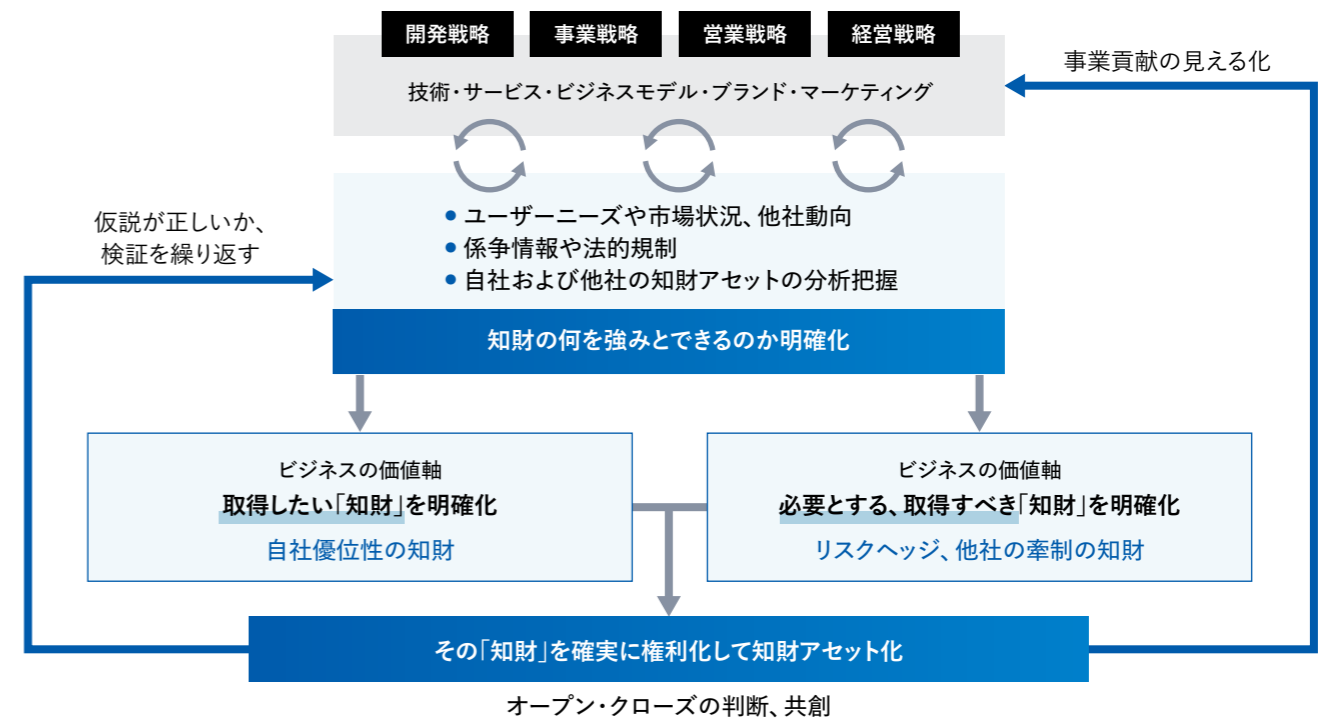 開発戦略
事業戦略
営業戦略
経営戦略
技術・サービス・ビジネスモデル・ブランド・マーケティング
事業貢献の見える化
仮説が正しいか、
検証を繰り返す
• ユーザーニーズや市場状況、他社動向
• 係争情報や法的規制
• 自社および他社の知財アセットの分析把握
知財の何を強みとできるのか明確化
ビジネスの価値軸
取得したい「知財」を明確化
自社優位性の知財
ビジネスの価値軸
必要とする、取得すべき「知財」を明確化
リスクヘッジ、他社の牽制の知財
その「知財」を確実に権利化して知財アセット化
オープン・クローズの判断、共創